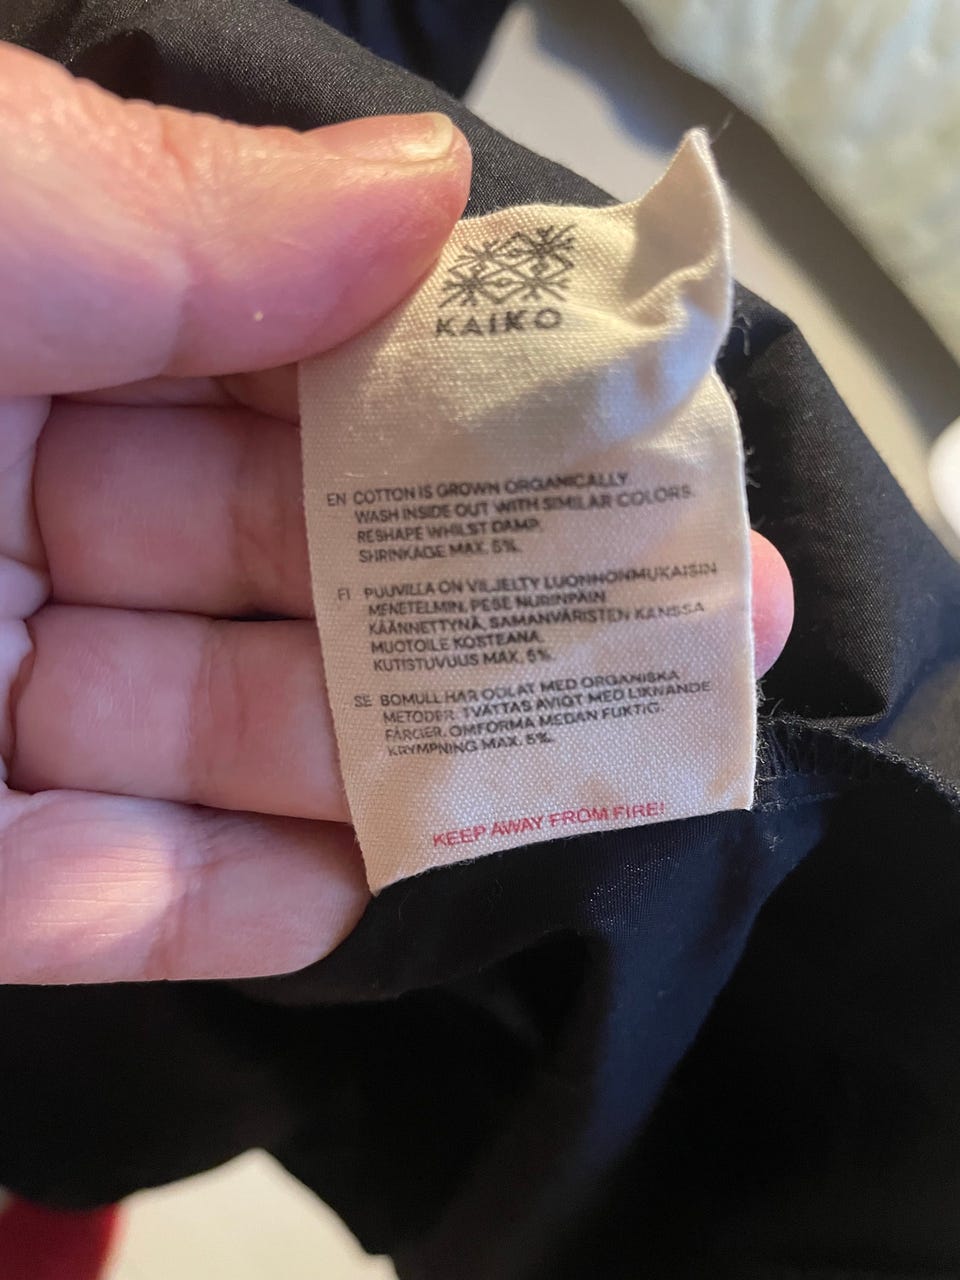 KAIKO
EN COTTON IS GROWN ORGANICALLY
WASH INSIDE OUT WITH SIMILAR COLORS.
RESHAPE WHILST DAMP.
SHRINKAGE MAX. 5%.
FI PUUVILLA ON VILJELTY LUONNONMUKAISIN
MENETELMIN. PESE NURINPÄIN
KÄÄNNETTYNÄ, SAMANVÄRISTEN KANSSA
MUOTOILE KOSTEANA.
KUTISTUVUUS MAX. 5%.
SE BOMULL HAR ODLAT MED ORGANISKA
METODER. TVÄTTAS AVIGT MED LIKNANDE
FÄRGER. OMFORMA MEDAN FUKTIG.
KRYMPNING MAX. 5%.
KEEP AWAY FROM FIRE!